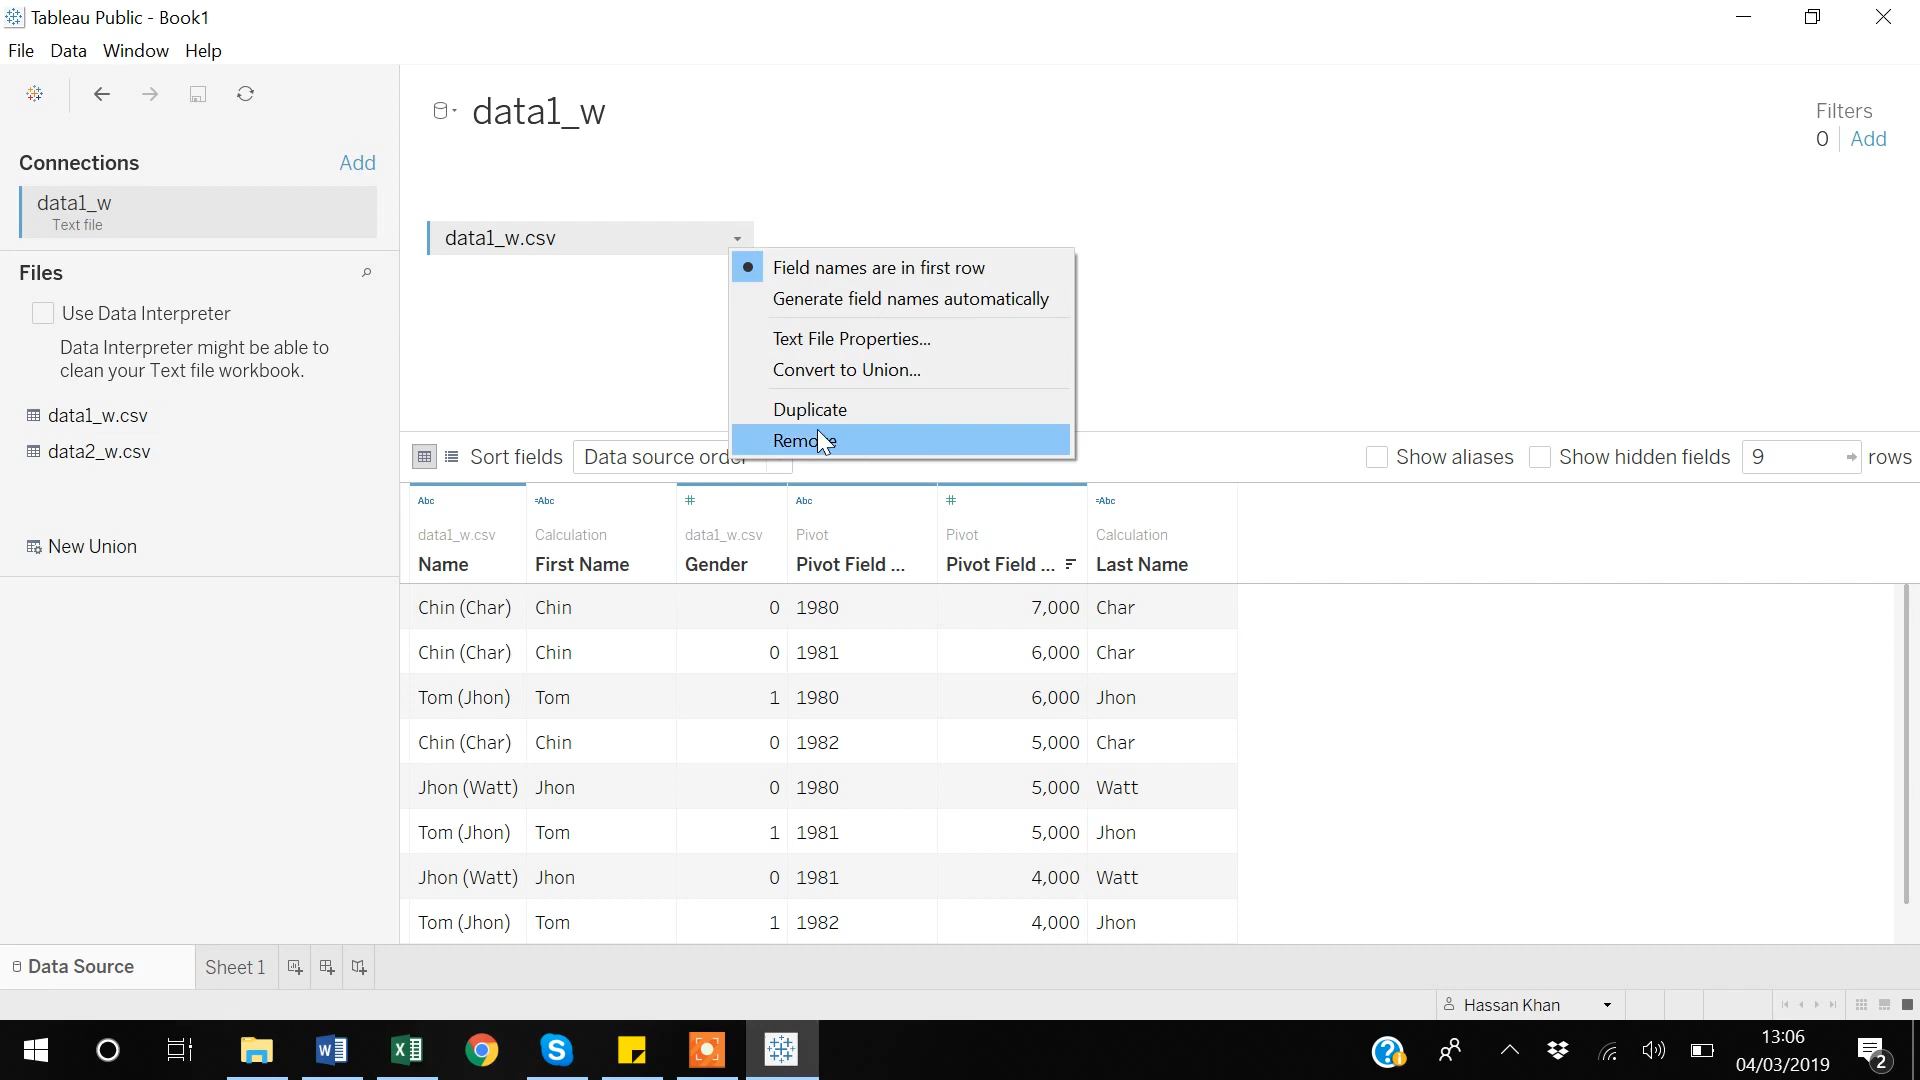 Tableau Public - Book1
File Data Window Help
data1_w
Filters
0 Add
Connections Add
data1_w
Text file
data1_w.csv
Files
Use Data Interpreter
Data Interpreter might be able to
clean your Text file workbook.
data1_w.csv
data2_w.csv
New Union
Field names are in first row
Generate field names automatically
Text File Properties...
Convert to Union...
Duplicate
Remove
Sort fields Data source order Show aliases Show hidden fields 9 rows
Abc =Abc # Abc # =Abc
data1_w.csv Calculation data1_w.csv Pivot Pivot Calculation
Name First Name Gender Pivot Field ... Pivot Field ... Last Name
Chin (Char) Chin 0 1980 7,000 Char
Chin (Char) Chin 0 1981 6,000 Char
Tom (Jhon) Tom 1 1980 6,000 Jhon
Chin (Char) Chin 0 1982 5,000 Char
Jhon (Watt) Jhon 0 1980 5,000 Watt
Tom (Jhon) Tom 1 1981 5,000 Jhon
Jhon (Watt) Jhon 0 1981 4,000 Watt
Tom (Jhon) Tom 1 1982 4,000 Jhon
Data Source Sheet 1
Hassan Khan
13:06
04/03/2019
2